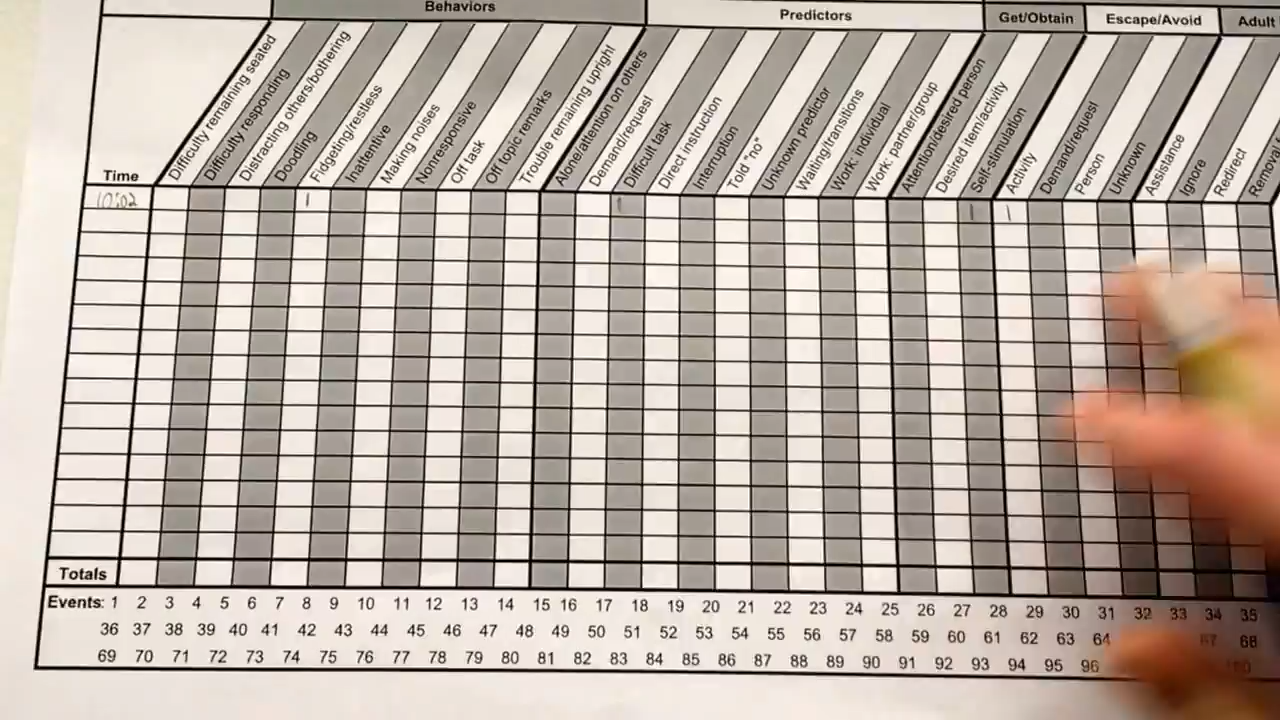 Behaviors Predictors Get/Obtain Escape/Avoid Adult
Time Difficulty remaining seated Difficulty responding Distracting others/bothering Doodling Fidgeting/restless Inattentive Making noises Nonresponsive Off task Off topic remarks Trouble remaining upright Alone/attention on others Demand/request Difficult task Direct instruction Interruption Told "no" Unknown predictor Waiting/transitions Work: individual Work: partner/group Attention/desired person Desired item/activity Self-stimulation Activity Demand/request Person Unknown Assistance Ignore Redirect Removal
10:02 1 1 1 1
Totals
Events: 1 2 3 4 5 6 7 8 9 10 11 12 13 14 15 16 17 18 19 20 21 22 23 24 25 26 27 28 29 30 31 32 33 34 35
36 37 38 39 40 41 42 43 44 45 46 47 48 49 50 51 52 53 54 55 56 57 58 59 60 61 62 63 64 67 68
69 70 71 72 73 74 75 76 77 78 79 80 81 82 83 84 85 86 87 88 89 90 91 92 93 94 95 96